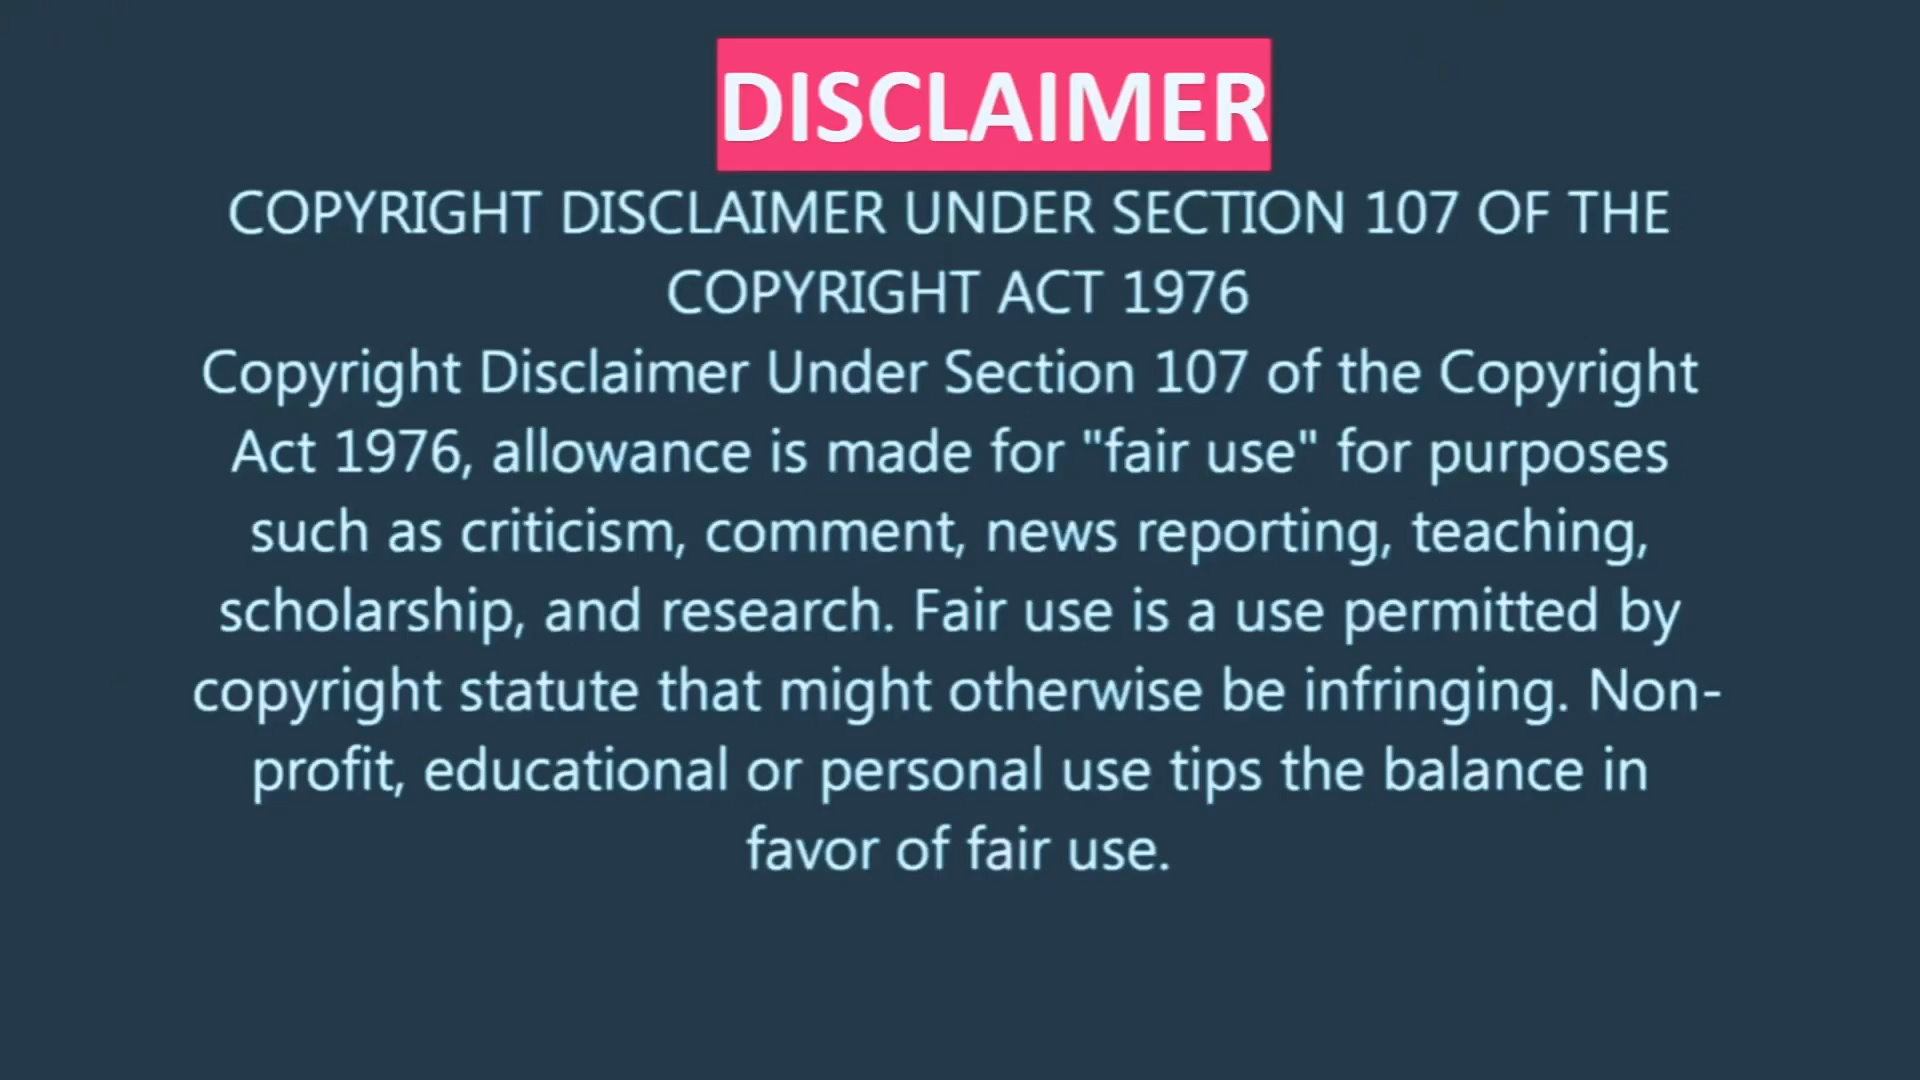 DISCLAIMER
COPYRIGHT DISCLAIMER UNDER SECTION 107 OF THE
COPYRIGHT ACT 1976
Copyright Disclaimer Under Section 107 of the Copyright
Act 1976, allowance is made for "fair use" for purposes
such as criticism, comment, news reporting, teaching,
scholarship, and research. Fair use is a use permitted by
copyright statute that might otherwise be infringing. Non-
profit, educational or personal use tips the balance in
favor of fair use.